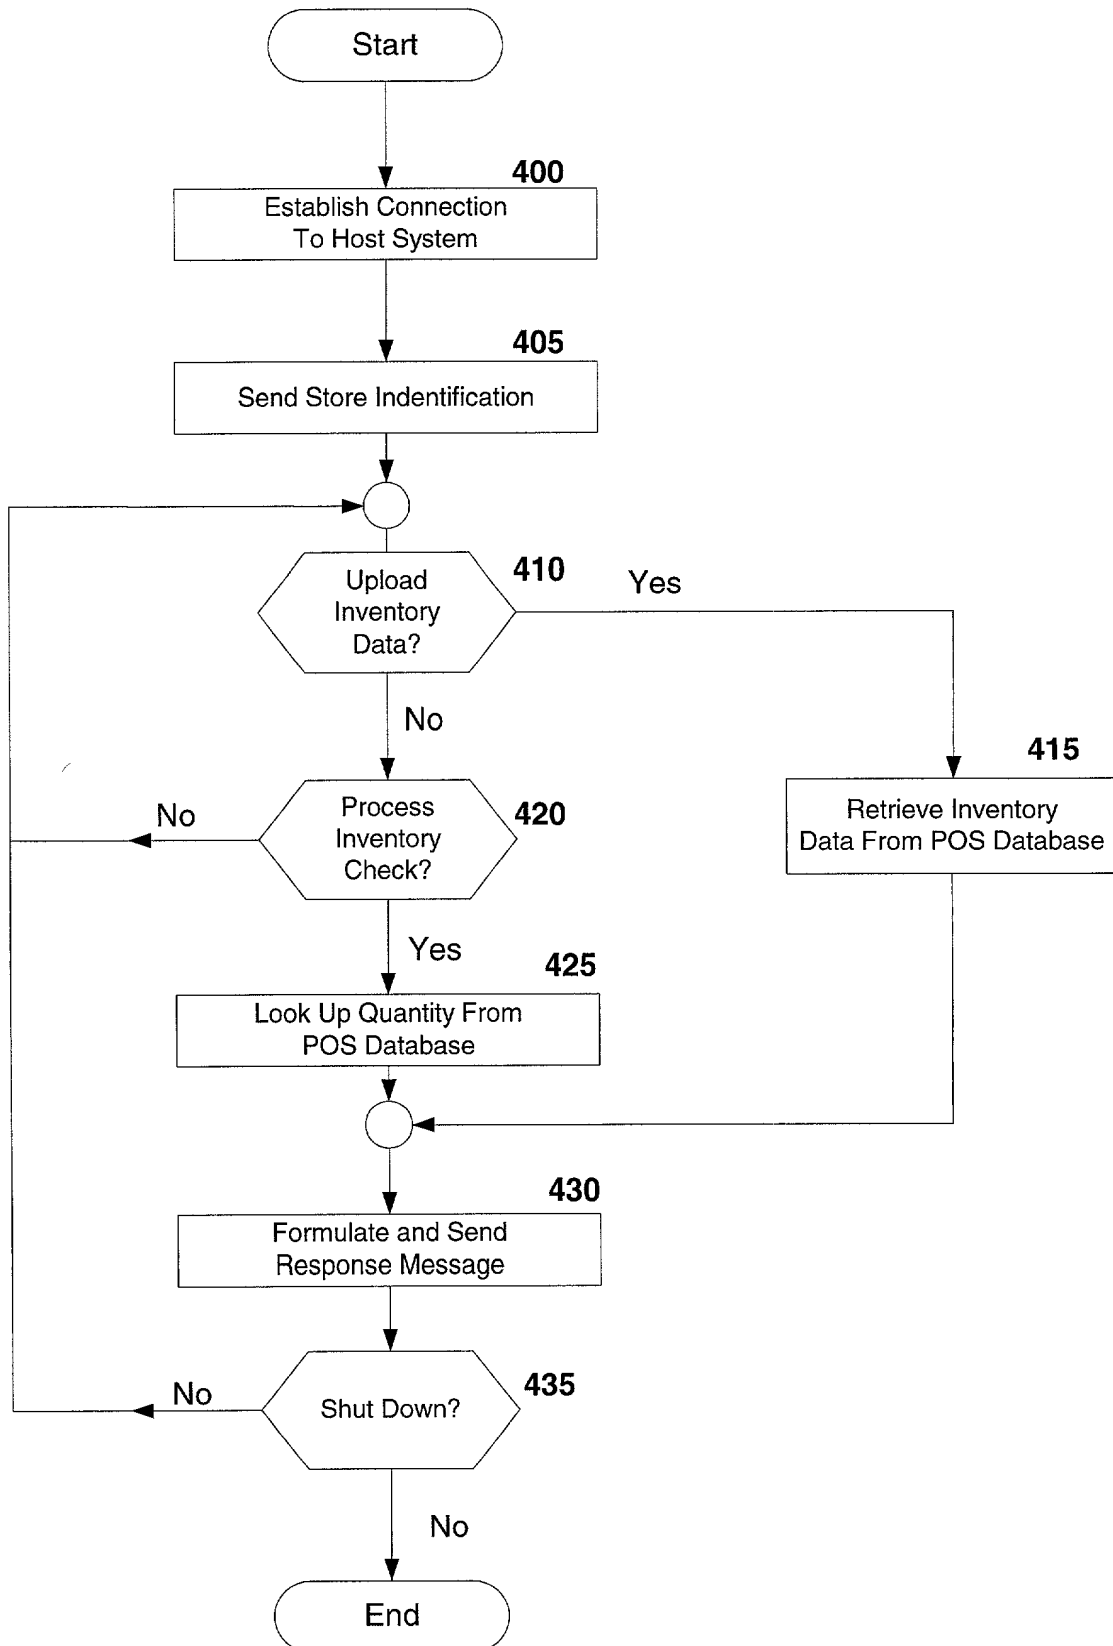 Start
400
Establish Connection
To Host System
405
Send Store Indentification
410
Upload
Inventory
Data?
Yes
No
415
Retrieve Inventory
Data From POS Database
No
Process
Inventory
Check?
420
Yes
425
Look Up Quantity From
POS Database
430
Formulate and Send
Response Message
No
Shut Down?
435
No
End